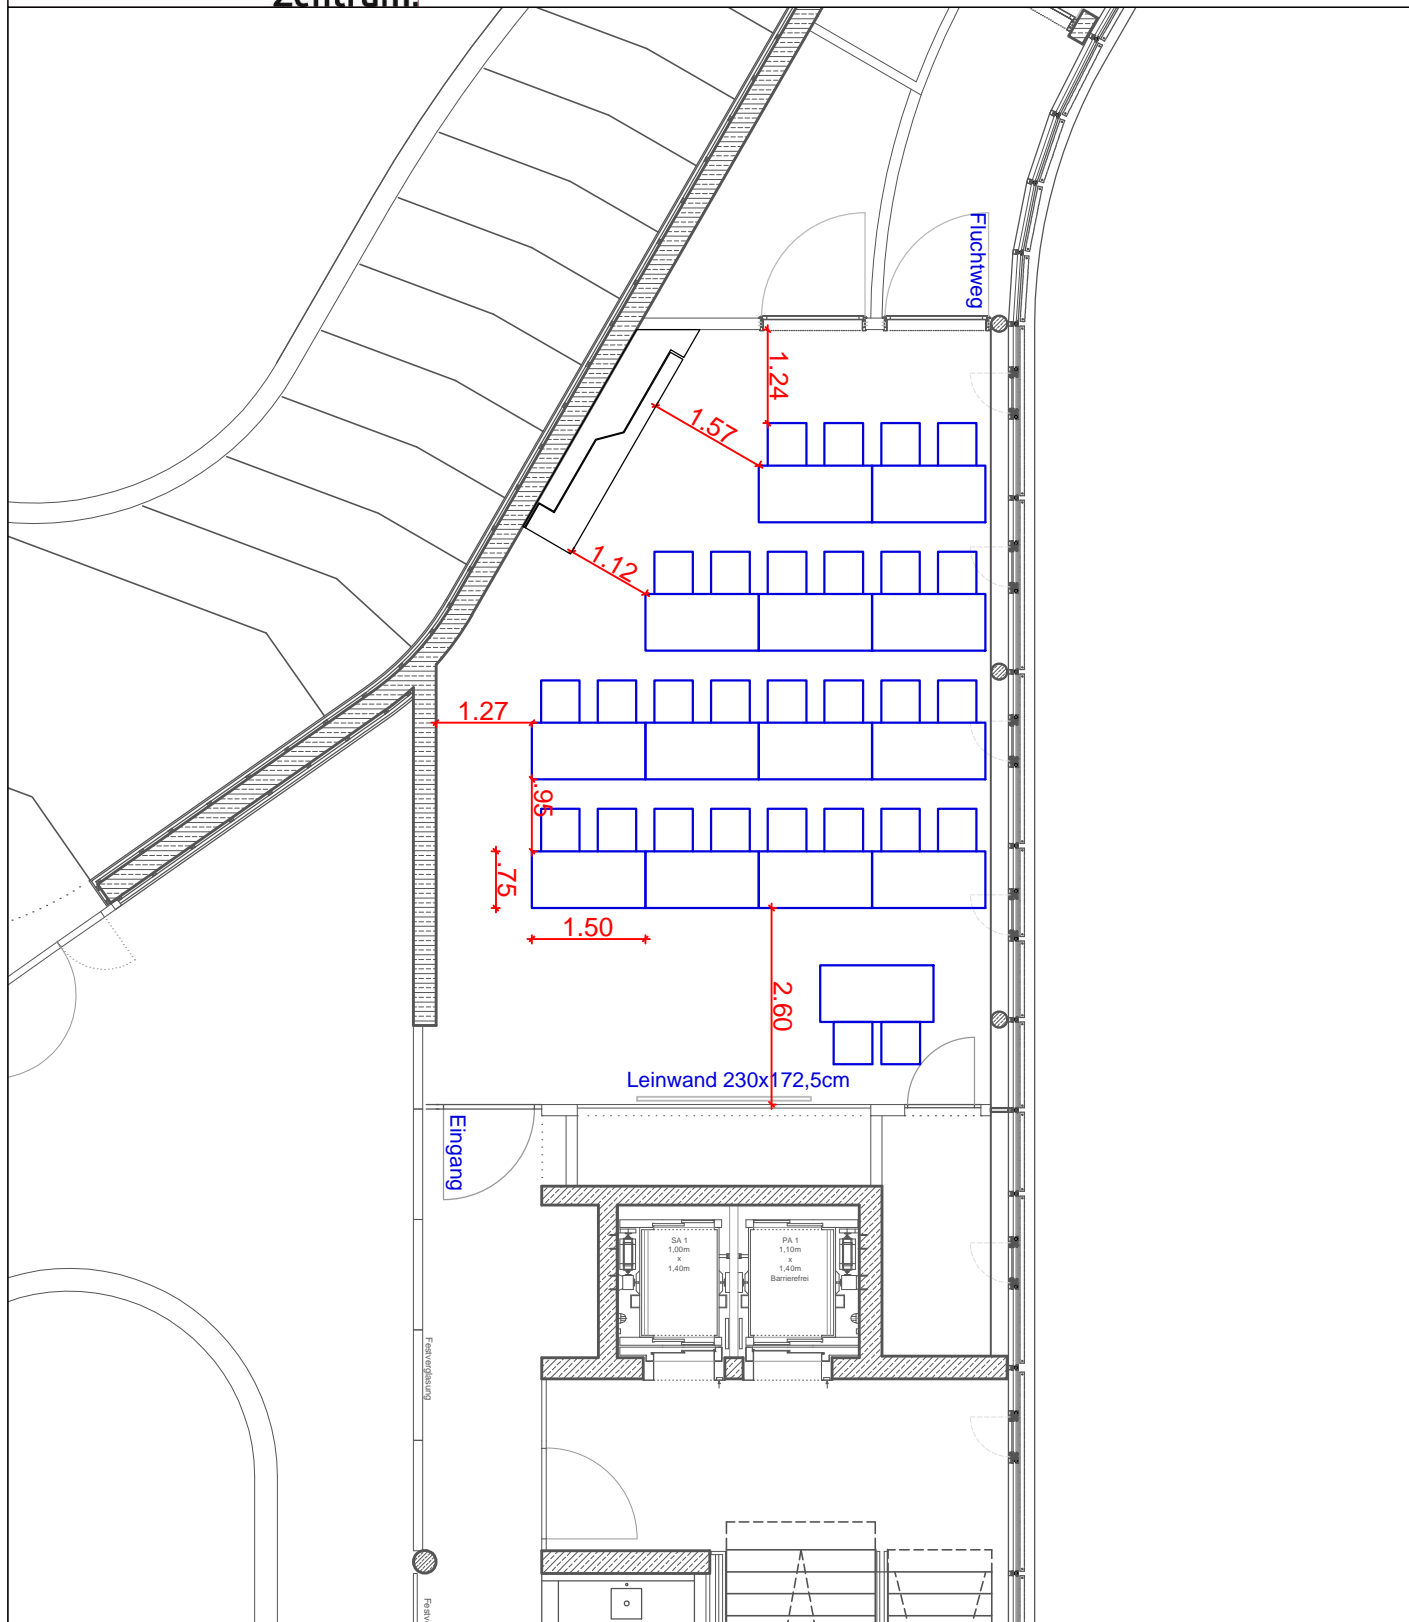 Zentrum.
Fluchtweg
1.24
1.57
1.12
1.27
.95
.75
1.50
2.60
Leinwand 230x172,5cm
Eingang
SA 1
1,00m
x
1,40m
PA 1
1,10m
x
1,40m
Barrierefrei
Festverglasung